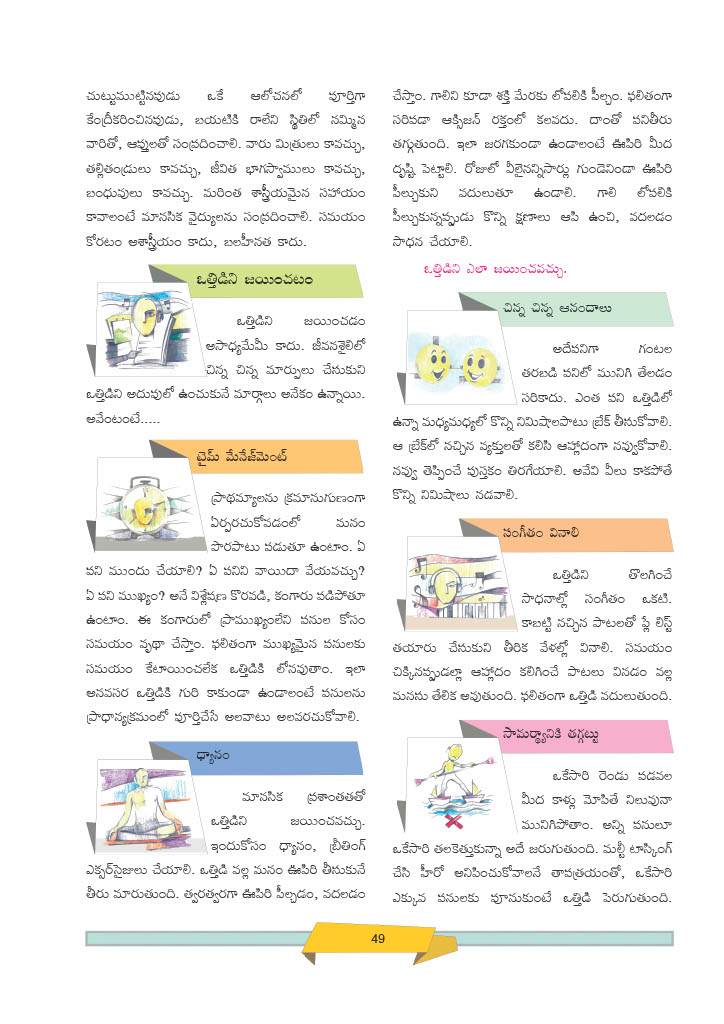 చుట్టుముట్టినవుడు ఒకే ఆలోచనలో పూర్తిగా
కేంద్రీకరించినవుడు, బయటికి రాలేని స్థితిలో నమ్మిన
వారితో, ఆప్తులతో సంప్రదించాలి. వారు మిత్రులు కావచ్చు,
తల్లితండ్రులు కావచ్చు, జీవిత భాగస్వాములు కావచ్చు,
బంధువులు కావచ్చు. మరింత శాస్త్రీయమైన సహాయం
కావాలంటే మానసిక వైద్యులను సంప్రదించాలి. సమయం
కోరటం అశాస్త్రీయం కాదు, బలహీనత కాదు.
ఒత్తిడిని జయించటం
ఒత్తిడిని జయించడం
అసాధ్యమేమీ కాదు. జీవనశైలిలో
చిన్న చిన్న మార్పులు చేసుకుని
ఒత్తిడిని అదుపులో ఉంచుకునే మార్గాలు అనేకం ఉన్నాయి.
అవేంటంటే.....
టైమ్ మేనేజ్‌మెంట్
ప్రాథమ్యాలను క్రమానుగుణంగా
ఏర్పరచుకోవడంలో మనం
పొరపాటు పడుతూ ఉంటాం. ఏ
పని ముందు చేయాలి? ఏ పనిని వాయిదా వేయవచ్చు?
ఏ పని ముఖ్యం? అనే విశ్లేషణ కొరవడి, కంగారు పడిపోతూ
ఉంటాం. ఈ కంగారులో ప్రాముఖ్యంలేని పనుల కోసం
సమయం వృథా చేస్తాం. ఫలితంగా ముఖ్యమైన పనులకు
సమయం కేటాయించలేక ఒత్తిడికి లోనవుతాం. ఇలా
అనవసర ఒత్తిడికి గురి కాకుండా ఉండాలంటే పనులను
ప్రాధాన్యక్రమంలో పూర్తిచేసే అలవాటు అలవరచుకోవాలి.
ధ్యానం
మానసిక ప్రశాంతతతో
ఒత్తిడిని జయించవచ్చు.
ఇందుకోసం ధ్యానం, బ్రీతింగ్
ఎక్సర్‌సైజులు చేయాలి. ఒత్తిడి వల్ల మనం ఊపిరి తీసుకునే
తీరు మారుతుంది. త్వరత్వరగా ఊపిరి పీల్చడం, వదలడం
చేస్తాం. గాలిని కూడా శక్తి మేరకు లోపలికి పీల్చం. ఫలితంగా
సరిపడా ఆక్సిజన్ రక్తంలో కలవదు. దాంతో పనితీరు
తగ్గుతుంది. ఇలా జరగకుండా ఉండాలంటే ఊపిరి మీద
దృష్టి పెట్టాలి. రోజులో వీలైనన్నిసార్లు గుండెనిండా ఊపిరి
పీల్చుకుని వదులుతూ ఉండాలి. గాలి లోపలికి
పీల్చుకున్నప్పుడు కొన్ని క్షణాలు ఆపి ఉంచి, వదలడం
సాధన చేయాలి.
ఒత్తిడిని ఎలా జయించవచ్చు.
చిన్న చిన్న ఆనందాలు
అదేపనిగా గంటల
తరబడి పనిలో మునిగి తేలడం
సరికాదు. ఎంత పని ఒత్తిడిలో
ఉన్నా మధ్యమధ్యలో కొన్ని నిమిషాలపాటు బ్రేక్ తీసుకోవాలి.
ఆ బ్రేక్‌లో నచ్చిన వ్యక్తులతో కలిసి ఆహ్లాదంగా నవ్వుకోవాలి.
నవ్వు తెప్పించే పుస్తకం తిరగేయాలి. అవేవి వీలు కాకపోతే
కొన్ని నిమిషాలు నడవాలి.
సంగీతం వినాలి
ఒత్తిడిని తొలగించే
సాధనాల్లో సంగీతం ఒకటి.
కాబట్టి నచ్చిన పాటలతో ప్లే లిస్ట్
తయారు చేసుకుని తీరిక వేళల్లో వినాలి. సమయం
చిక్కినప్పుడల్లా ఆహ్లాదం కలిగించే పాటలు వినడం వల్ల
మనసు తేలిక అవుతుంది. ఫలితంగా ఒత్తిడి వదులుతుంది.
సామర్థ్యానికి తగ్గట్టు
ఒకేసారి రెండు పడవల
మీద కాళ్లు మోపితే నిలువునా
మునిగిపోతాం. అన్ని పనులూ
ఒకేసారి తలకెత్తుకున్నా అదే జరుగుతుంది. మల్టీ టాస్కింగ్
చేసి హీరో అనిపించుకోవాలనే తాపత్రయంతో, ఒకేసారి
ఎక్కువ పనులకు పూనుకుంటే ఒత్తిడి పెరుగుతుంది.
49